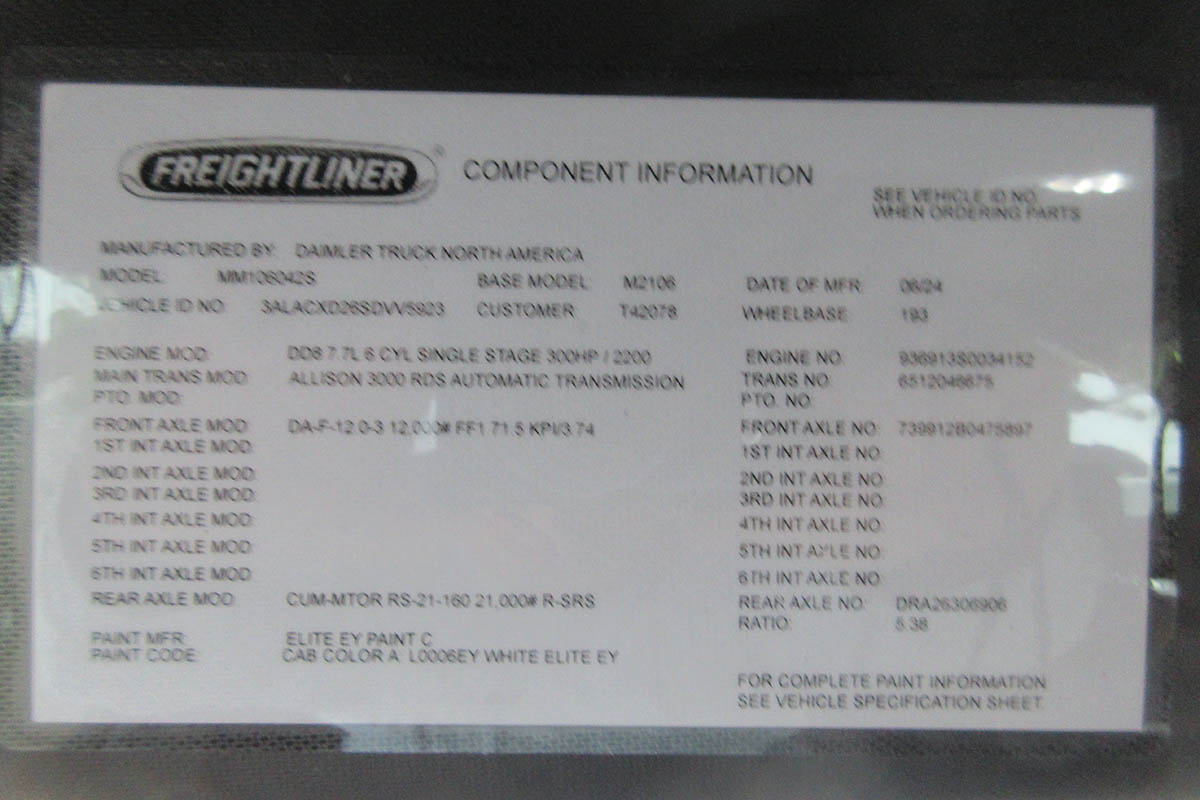 FREIGHTLINER ® COMPONENT INFORMATION
SEE VEHICLE ID NO.
WHEN ORDERING PARTS
MANUFACTURED BY: DAIMLER TRUCK NORTH AMERICA
MODEL: MM106042S BASE MODEL: M2106 DATE OF MFR: 06/24
VEHICLE ID NO: 3ALACXD26SDVV5923 CUSTOMER: T42078 WHEELBASE: 193
ENGINE MOD: DD8 7.7L 6 CYL SINGLE STAGE 300HP / 2200 ENGINE NO: 936913S0034152
MAIN TRANS MOD: ALLISON 3000 RDS AUTOMATIC TRANSMISSION TRANS NO: 6512046675
PTO. MOD: PTO. NO:
FRONT AXLE MOD: DA-F-12.0-3 12,000# FF1 71.5 KPI/3.74 FRONT AXLE NO: 739912B0475897
1ST INT AXLE MOD: 1ST INT AXLE NO:
2ND INT AXLE MOD: 2ND INT AXLE NO:
3RD INT AXLE MOD: 3RD INT AXLE NO:
4TH INT AXLE MOD: 4TH INT AXLE NO:
5TH INT AXLE MOD: 5TH INT AXLE NO:
6TH INT AXLE MOD: 6TH INT AXLE NO:
REAR AXLE MOD: CUM-MTOR RS-21-160 21,000# R-SRS REAR AXLE NO: DRA26306906
RATIO: 5.38
PAINT MFR: ELITE EY PAINT C
PAINT CODE: CAB COLOR A: L0006EY WHITE ELITE EY
FOR COMPLETE PAINT INFORMATION
SEE VEHICLE SPECIFICATION SHEET.